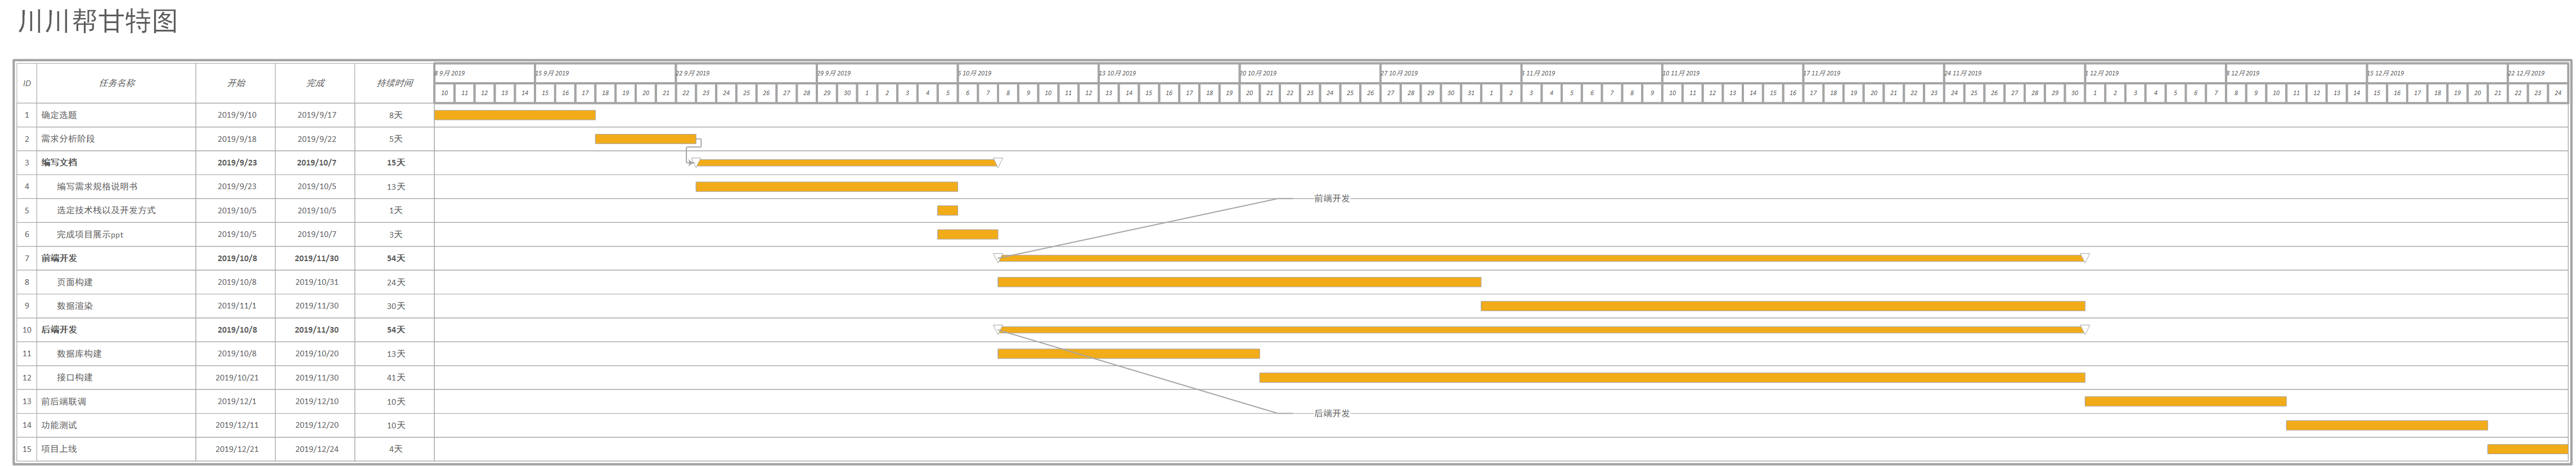 川川帮甘特图
ID 任务名称 开始 完成 持续时间 8 9月 2019 15 9月 2019 22 9月 2019 29 9月 2019 6 10月 2019 13 10月 2019 20 10月 2019 27 10月 2019 3 11月 2019 10 11月 2019 17 11月 2019 24 11月 2019 1 12月 2019 8 12月 2019 15 12月 2019 22 12月 2019
10 11 12 13 14 15 16 17 18 19 20 21 22 23 24 25 26 27 28 29 30 1 2 3 4 5 6 7 8 9 10 11 12 13 14 15 16 17 18 19 20 21 22 23 24 25 26 27 28 29 30 31 1 2 3 4 5 6 7 8 9 10 11 12 13 14 15 16 17 18 19 20 21 22 23 24 25 26 27 28 29 30 1 2 3 4 5 6 7 8 9 10 11 12 13 14 15 16 17 18 19 20 21 22 23 24
1 确定选题 2019/9/10 2019/9/17 8天
2 需求分析阶段 2019/9/18 2019/9/22 5天
3 编写文档 2019/9/23 2019/10/7 15天
4 编写需求规格说明书 2019/9/23 2019/10/5 13天
前端开发
5 选定技术栈以及开发方式 2019/10/5 2019/10/5 1天
6 完成项目展示ppt 2019/10/5 2019/10/7 3天
7 前端开发 2019/10/8 2019/11/30 54天
8 页面构建 2019/10/8 2019/10/31 24天
9 数据渲染 2019/11/1 2019/11/30 30天
10 后端开发 2019/10/8 2019/11/30 54天
11 数据库构建 2019/10/8 2019/10/20 13天
12 接口构建 2019/10/21 2019/11/30 41天
13 前后端联调 2019/12/1 2019/12/10 10天
后端开发
14 功能测试 2019/12/11 2019/12/20 10天
15 项目上线 2019/12/21 2019/12/24 4天